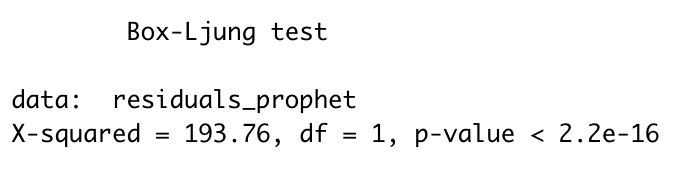 Box-Ljung test
data:  residuals_prophet
X-squared = 193.76, df = 1, p-value < 2.2e-16